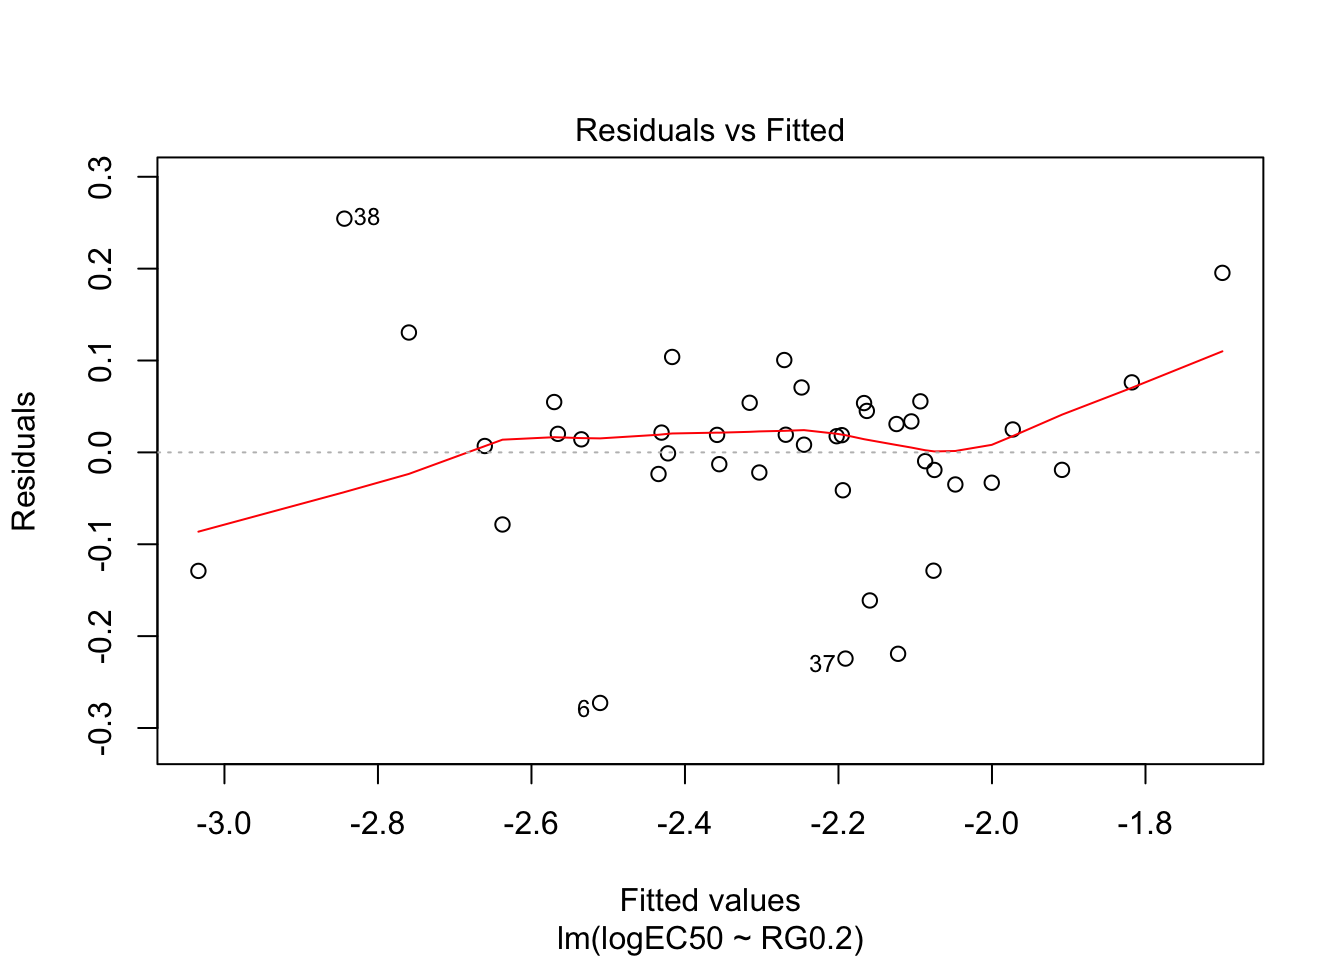 Residuals vs Fitted
Residuals
0.3
0.2
0.1
0.0
-0.1
-0.2
-0.3
38
37
6
-3.0 -2.8 -2.6 -2.4 -2.2 -2.0 -1.8
Fitted values
lm(logEC50 ~ RG0.2)